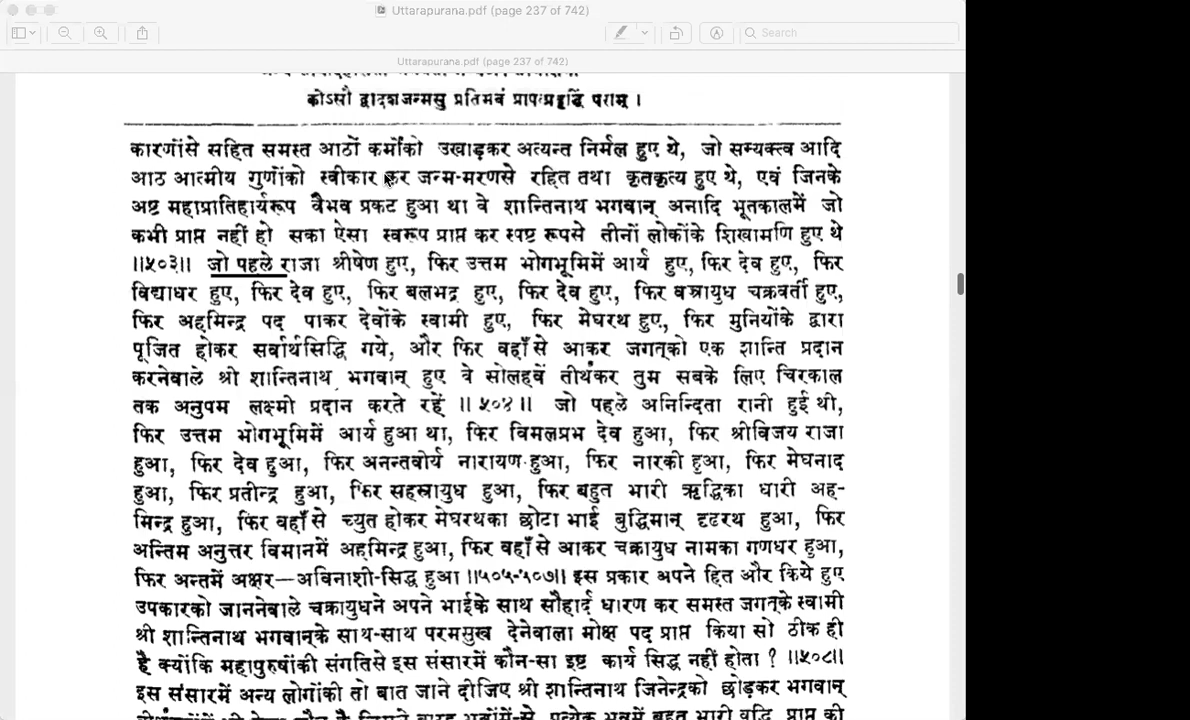 Uttarapurana.pdf (page 237 of 742)
Search
Uttarapurana.pdf (page 237 of 742)
कोऽसौ द्वादशजन्मसु प्रतिभवं प्रापत्प्रवृद्धिं पराम् ।
कारणोंसे सहित समस्त आठों कर्मोंको उखाड़कर अत्यन्त निर्मल हुए थे, जो सम्यक्त्व आदि
आठ आत्मीय गुणोंको स्वीकार कर जन्म-मरणसे रहित तथा कृतकृत्य हुए थे, एवं जिनके
अष्ट महाप्रातिहार्यरूप वैभव प्रकट हुआ था वे शान्तिनाथ भगवान् अनादि भूतकालमें जो
कभी प्राप्त नहीं हो सका ऐसा स्वरूप प्राप्त कर स्पष्ट रूपसे तीनों लोकोंके शिखामणि हुए थे
॥५०३॥ जो पहले राजा श्रीषेण हुए, फिर उत्तम भोगभूमिमें आर्य हुए, फिर देव हुए, फिर
विद्याधर हुए, फिर देव हुए, फिर बलभद्र हुए, फिर देव हुए, फिर वज्रायुध चक्रवर्ती हुए,
फिर अहमिन्द्र पद पाकर देवोंके स्वामी हुए, फिर मेघरथ हुए, फिर मुनियोंके द्वारा
पूजित होकर सर्वार्थसिद्धि गये, और फिर वहाँ से आकर जगत्‌को एक शान्ति प्रदान
करनेवाले श्री शान्तिनाथ भगवान् हुए वे सोलहवें तीर्थंकर तुम सबके लिए चिरकाल
तक अनुपम लक्ष्मी प्रदान करते रहें ॥५०४॥ जो पहले अनिन्दिता रानी हुई थी,
फिर उत्तम भोगभूमिमें आर्य हुआ था, फिर विमलप्रभ देव हुआ, फिर श्रीविजय राजा
हुआ, फिर देव हुआ, फिर अनन्तवीर्य नारायण हुआ, फिर नारकी हुआ, फिर मेघनाद
हुआ, फिर प्रतीन्द्र हुआ, फिर सहस्रायुध हुआ, फिर बहुत भारी ऋद्धिका धारी अह-
मिन्द्र हुआ, फिर वहाँ से च्युत होकर मेघरथका छोटा भाई बुद्धिमान् दृढरथ हुआ, फिर
अन्तिम अनुत्तर विमानमें अहमिन्द्र हुआ, फिर वहाँ से आकर चक्रायुध नामका गणधर हुआ,
फिर अन्तमें अक्षर—अविनाशी-सिद्ध हुआ ॥५०५-५०७॥ इस प्रकार अपने हित और किये हुए
उपकारको जाननेवाले चक्रायुधने अपने भाईके साथ सौहार्द धारण कर समस्त जगत्‌के स्वामी
श्री शान्तिनाथ भगवान्‌के साथ-साथ परमसुख देनेवाला मोक्ष पद प्राप्त किया सो ठीक ही
है क्योंकि महापुरुषोंकी संगतिसे इस संसारमें कौन-सा इष्ट कार्य सिद्ध नहीं होता ? ॥५०८॥
इस संसारमें अन्य लोगोंकी तो बात जाने दीजिए श्री शान्तिनाथ जिनेन्द्रको छोड़कर भगवान्